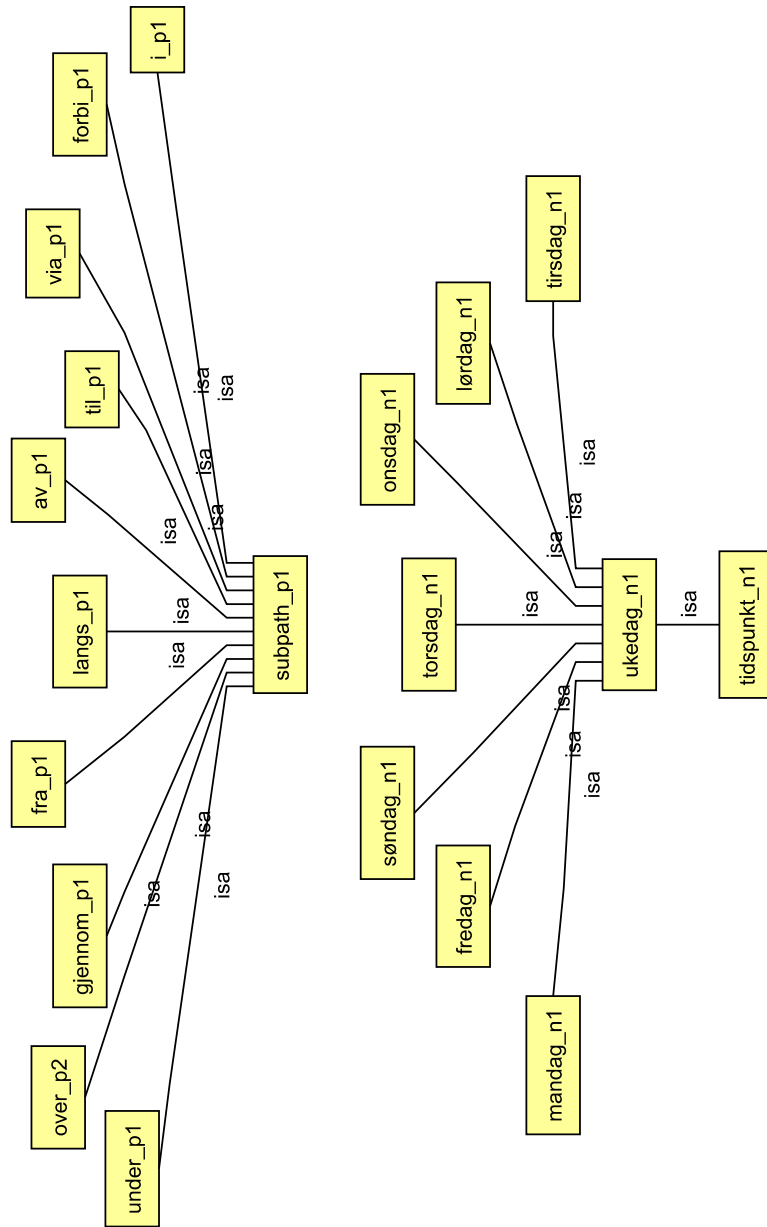 fra_p1
av_p1
over_p2
via_p1
gjennom_p1
langs_p1
til_p1
forbi_p1
under_p1
i_p1
isa
isa
isa
isa
isa
isa
isa
isa
isa
isa
subpath_p1
søndag_n1
onsdag_n1
torsdag_n1
fredag_n1
lørdag_n1
mandag_n1
tirsdag_n1
isa
isa
isa
isa
isa
isa
isa
ukedag_n1
isa
tidspunkt_n1